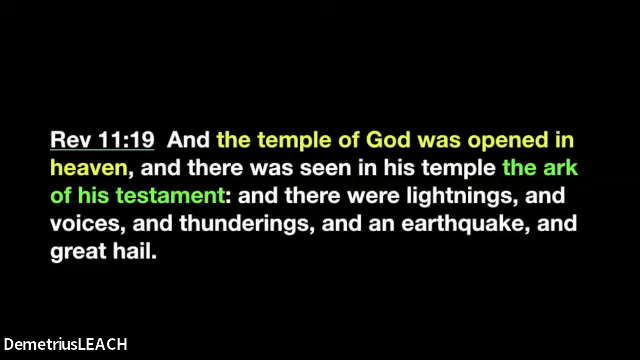 Rev 11:19 And the temple of God was opened in
heaven, and there was seen in his temple the ark
of his testament: and there were lightnings, and
voices, and thunderings, and an earthquake, and
great hail.
DemetriusLEACH